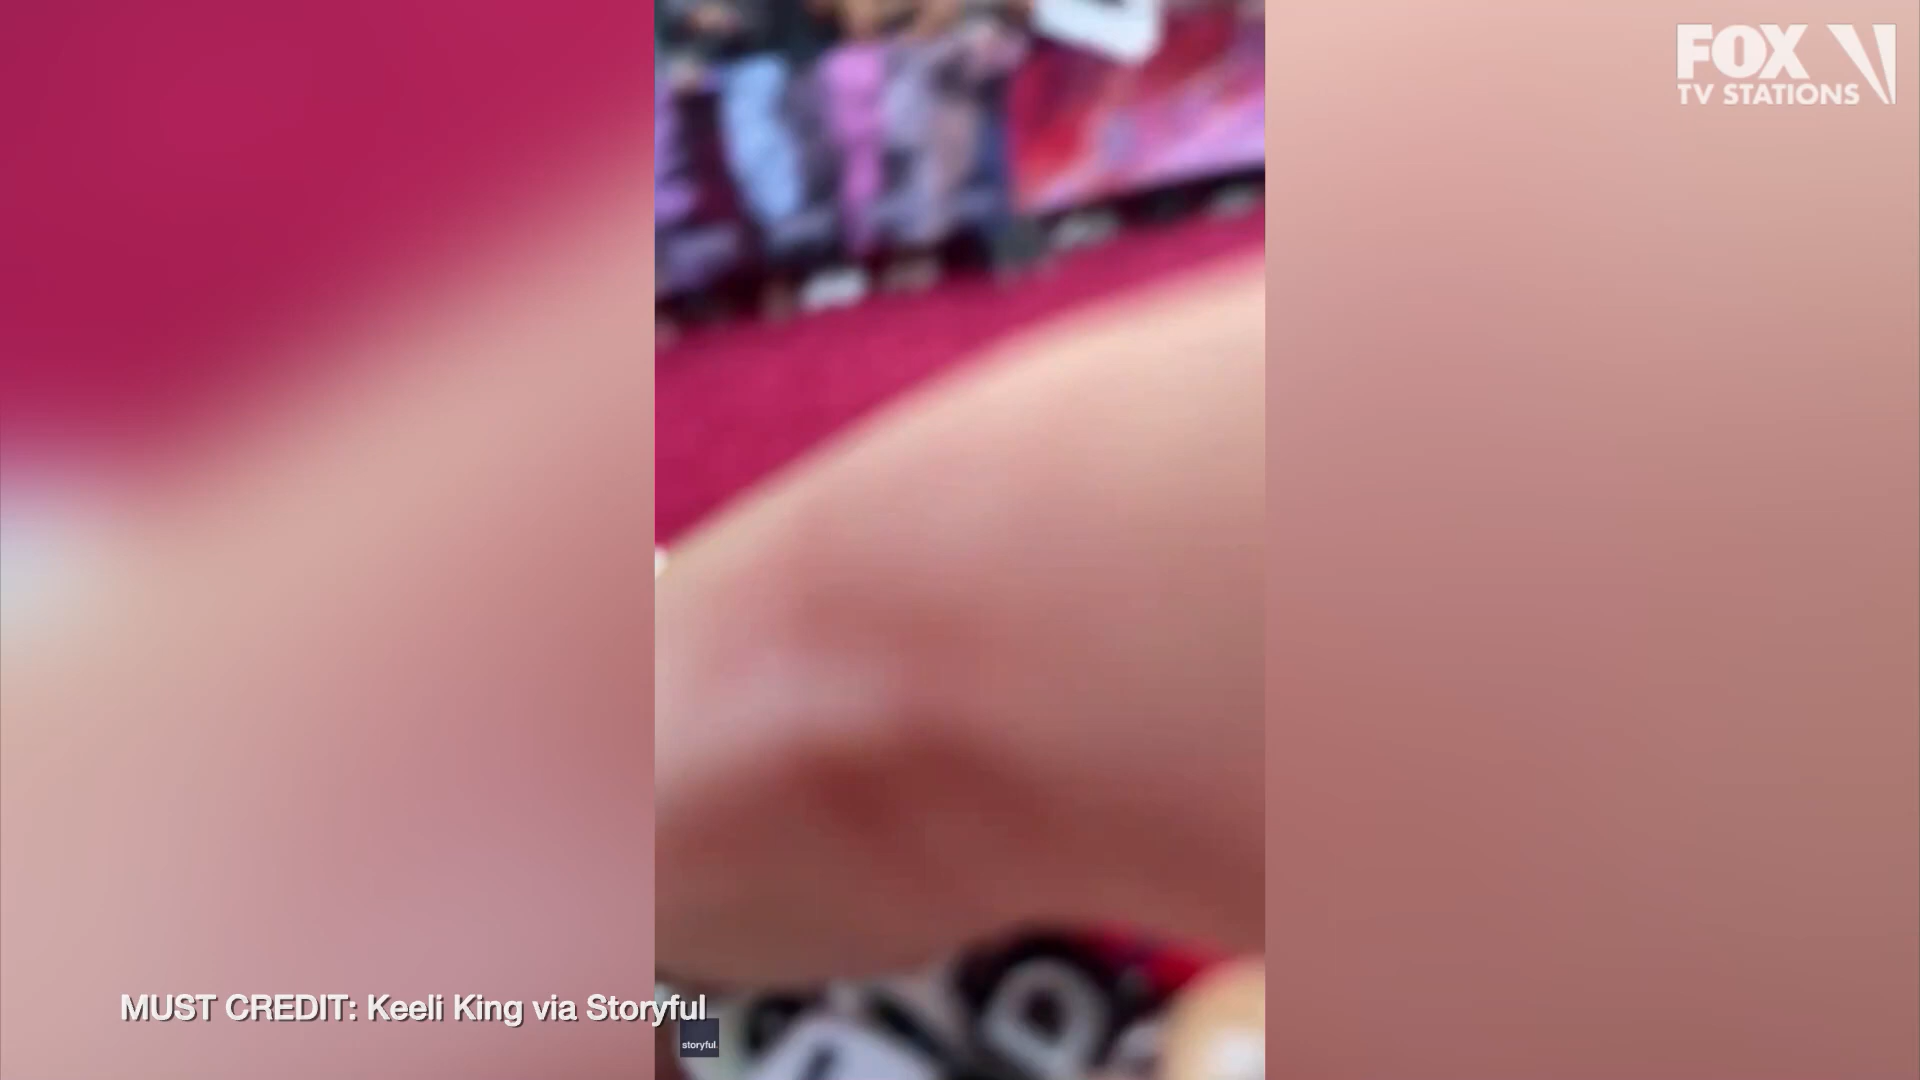 FOX
TV STATIONS
MUST CREDIT: Keeli King via Storyful
storyful.
D